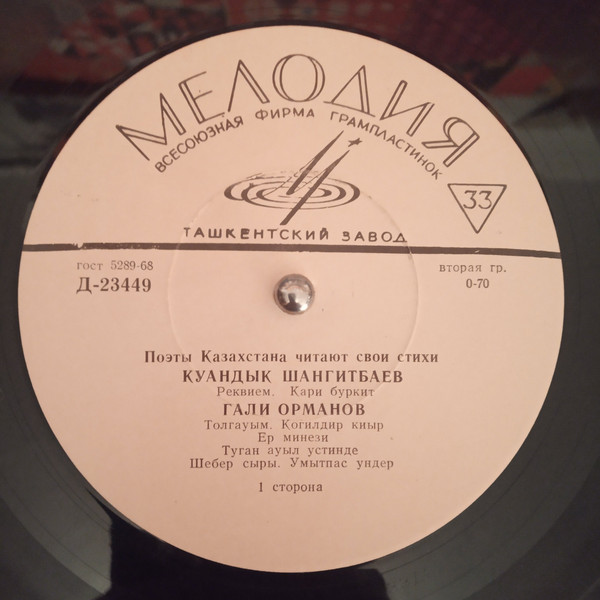 МЕЛОДИЯ
ВСЕСОЮЗНАЯ ФИРМА ГРАМПЛАСТИНОК
33
ТАШКЕНТСКИЙ ЗАВОД
гост 5289-68
Д-23449
вторая гр.
0-70
Поэты Казахстана читают свои стихи
КУАНДЫК ШАНГИТБАЕВ
Реквием. Кари буркит
ГАЛИ ОРМАНОВ
Толгауым. Когилдир киыр
Ер минези
Туган ауыл устинде
Шебер сыры. Умытпас ундер
1 сторона